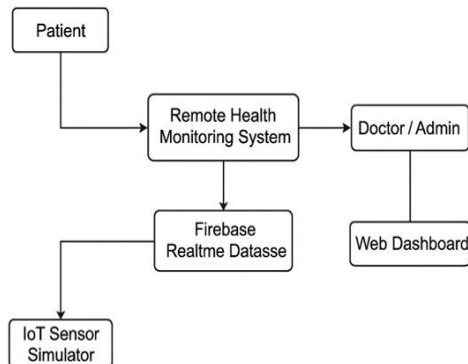 Patient
Remote Health
Monitoring System
Doctor / Admin
Firebase
Realtme Datasse
Web Dashboard
IoT Sensor
Simulator